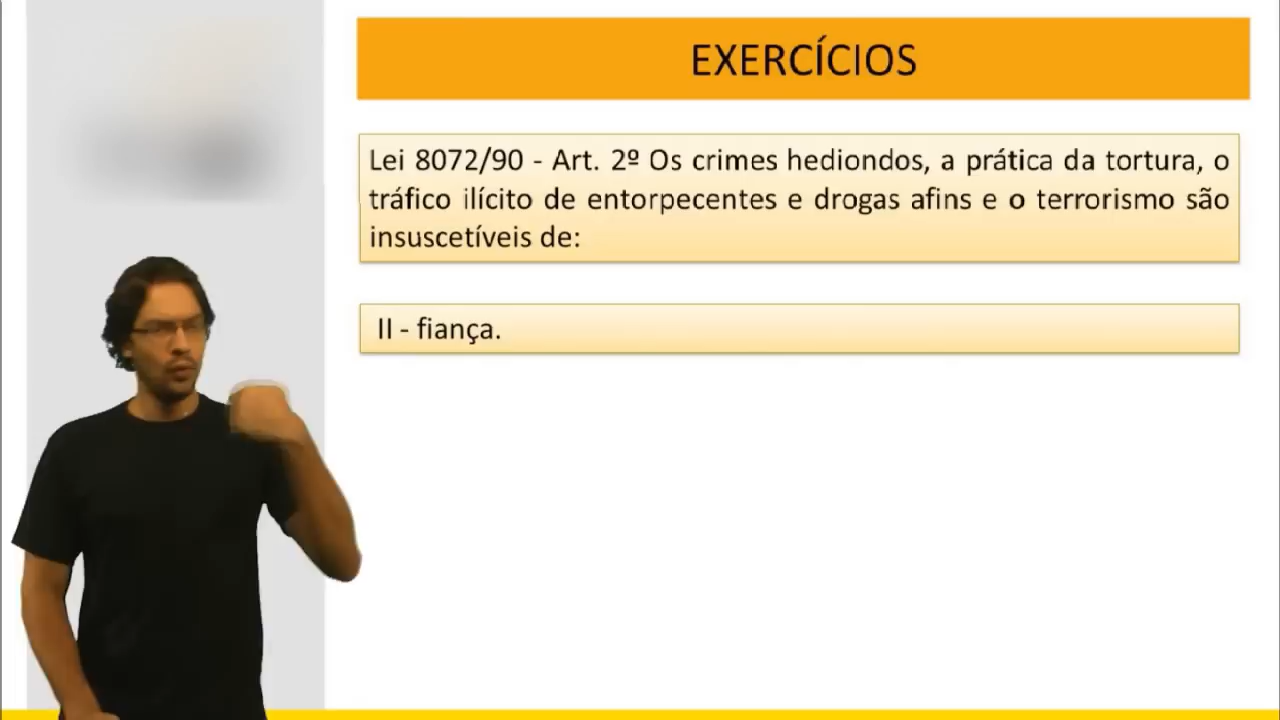 EXERCÍCIOS
Lei 8072/90 - Art. 2º Os crimes hediondos, a prática da tortura, o
tráfico ilícito de entorpecentes e drogas afins e o terrorismo são
insuscetíveis de:
II - fiança.